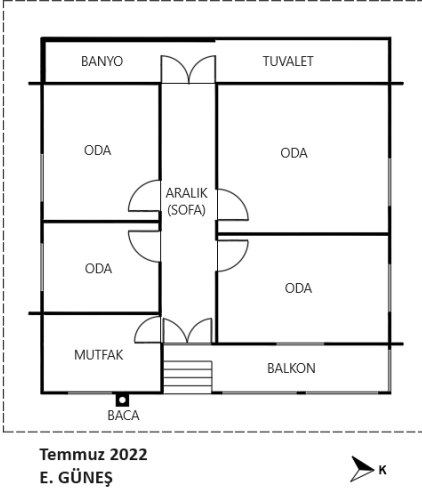 BANYO
TUVALET
ODA
ODA
ARALIK
(SOFA)
ODA
ODA
MUTFAK
BALKON
BACA
Temmuz 2022
E. GÜNEŞ
K